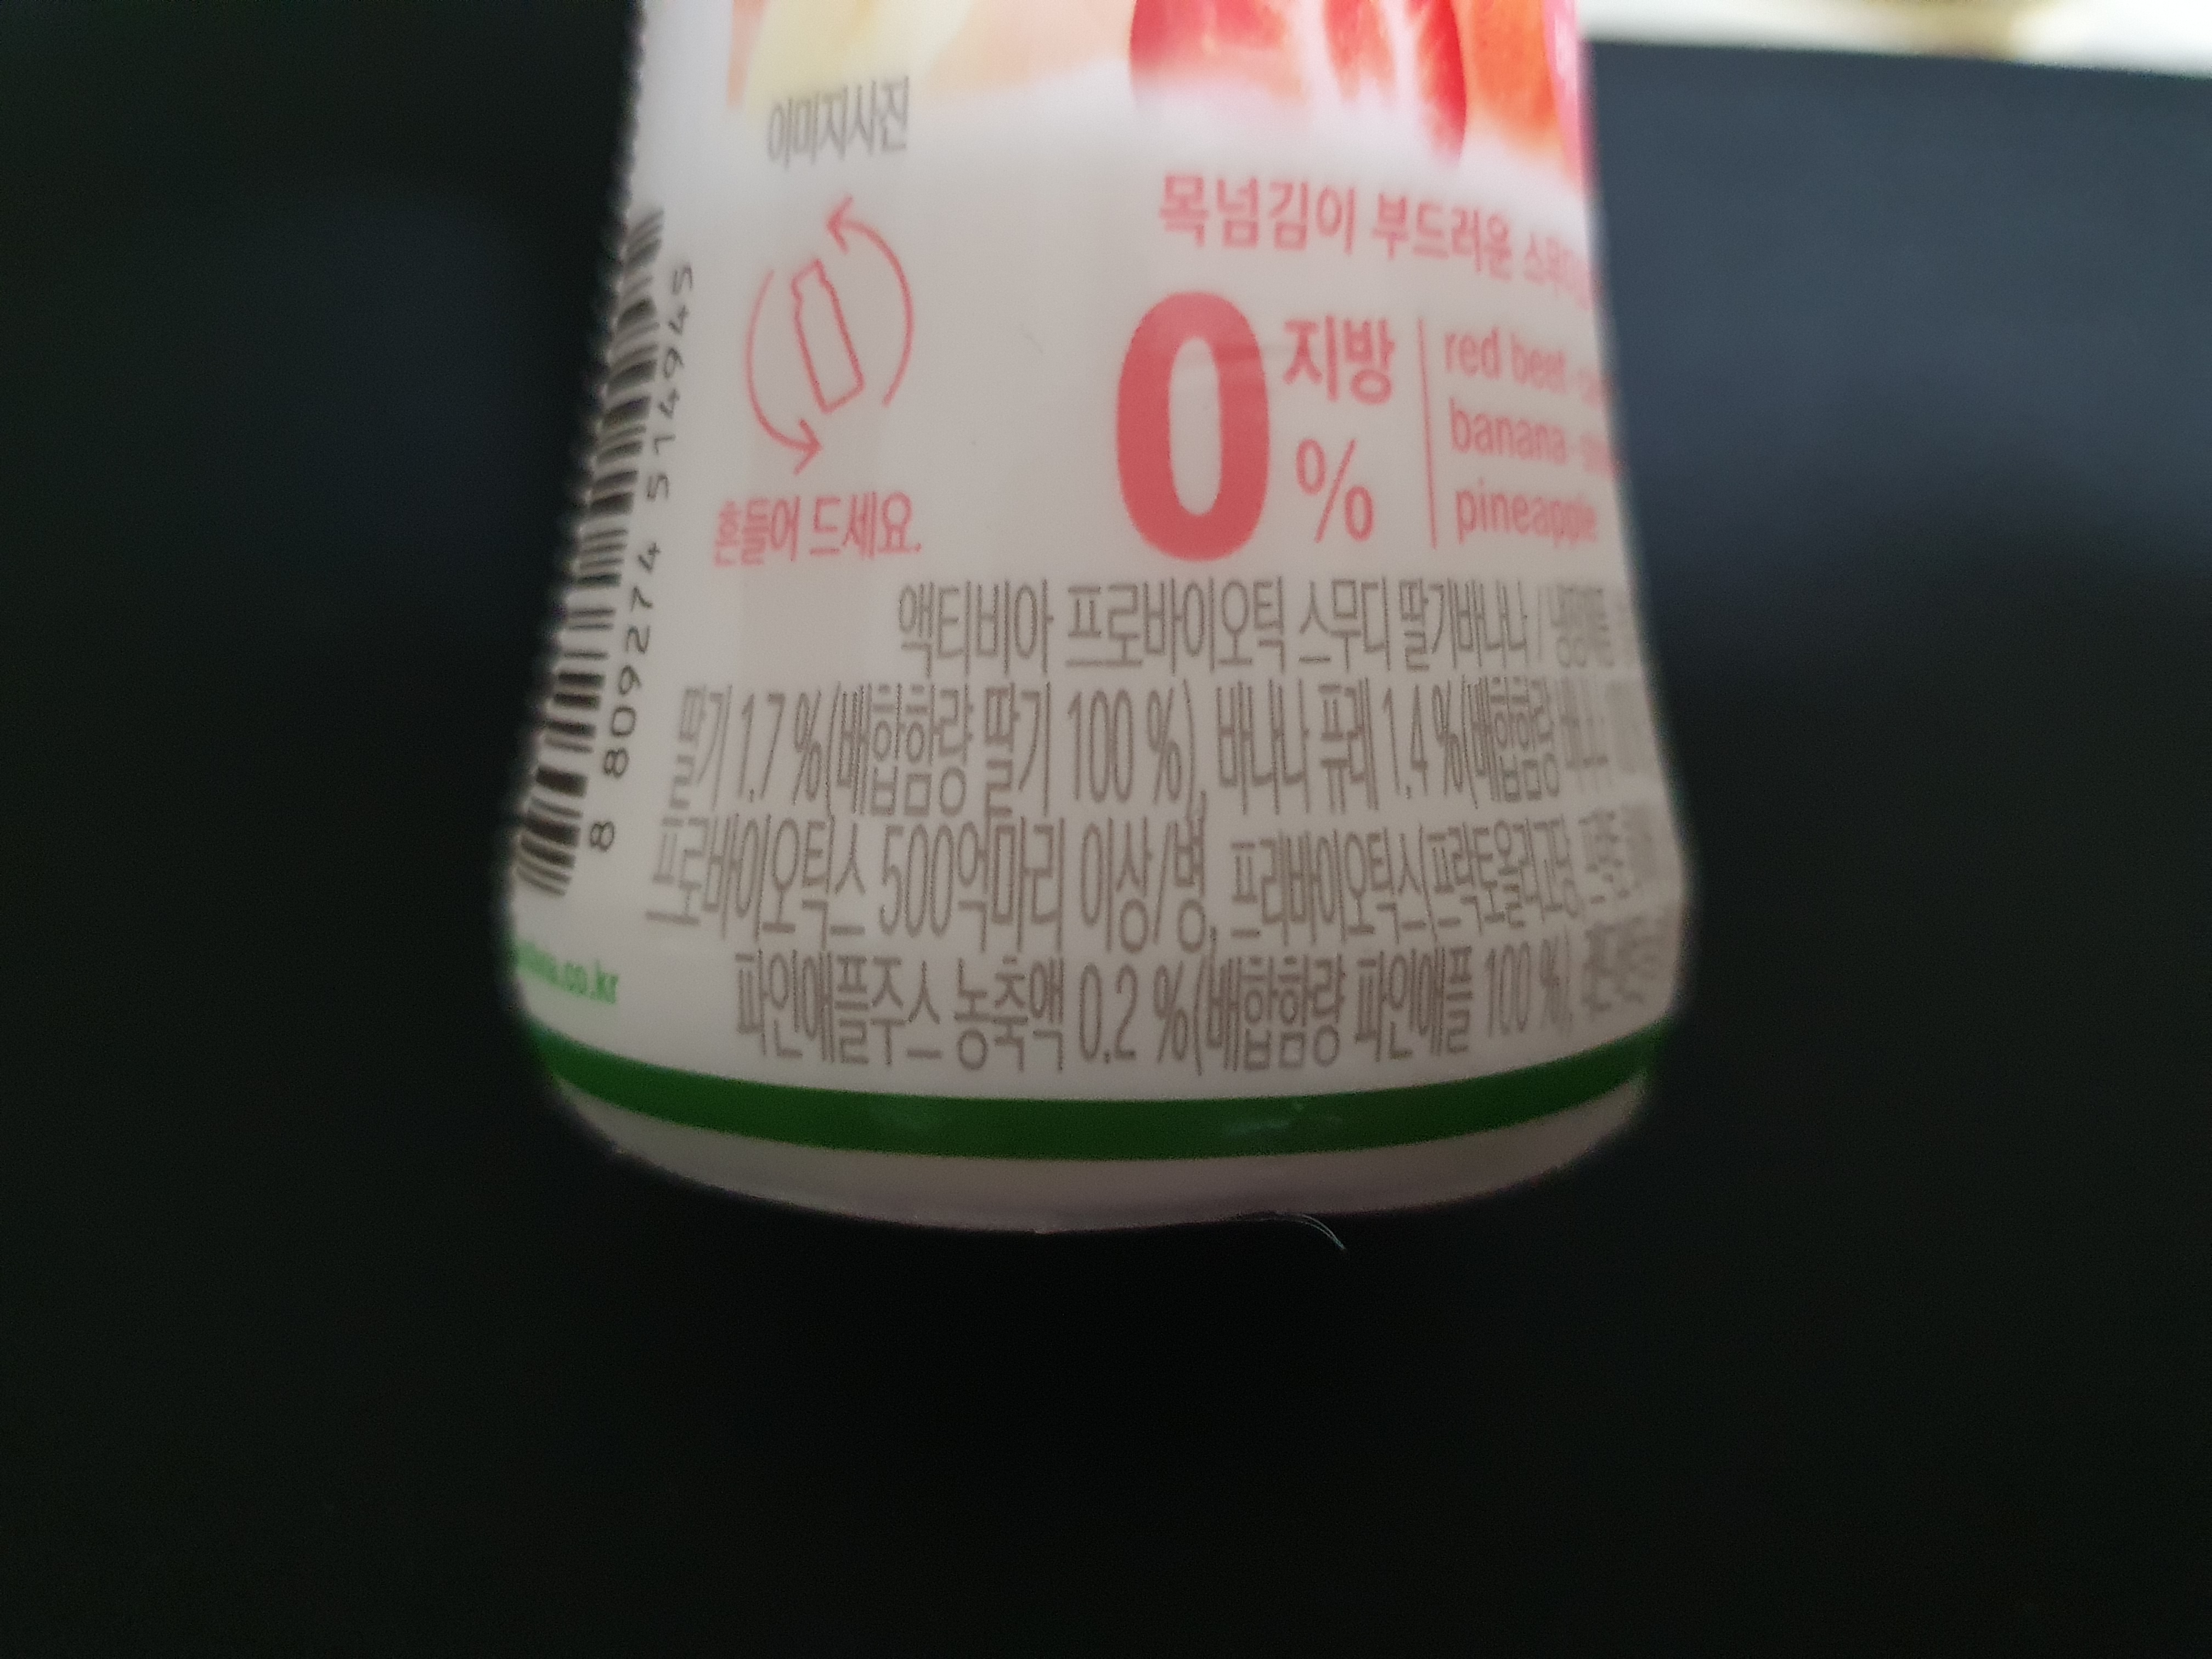 이미지사진
목넘김이 부드러운
흔들어 드세요.
0 지방
%
red beet
banana
pineapple
액티비아 프로바이오틱 스무디 딸기바나나 /
딸기 1.7 %(배합함량 딸기 100 %), 바나나 퓨레 1.4 %(배합함량
프로바이오틱스 500억마리 이상/병, 프리바이오틱스(프락토올리고당
파인애플주스 농축액 0.2 %(배합함량 파인애플 100 %),
8 809274 514945
.co.kr